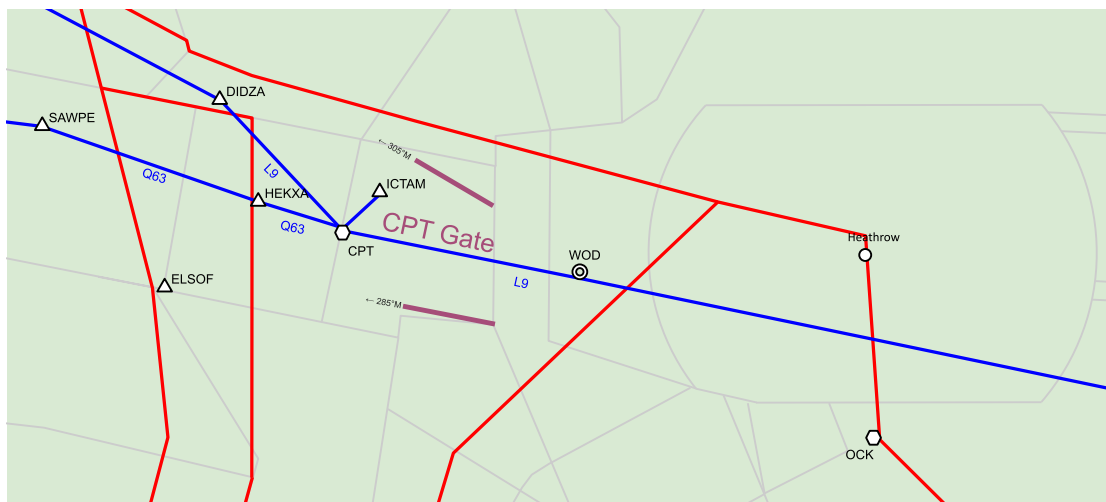 DIDZA
SAWPE
← 305°M
L9
Q63
ICTAM
HEKXA
Q63
CPT Gate
Heathrow
CPT
WOD
ELSOF
L9
← 285°M
OCK